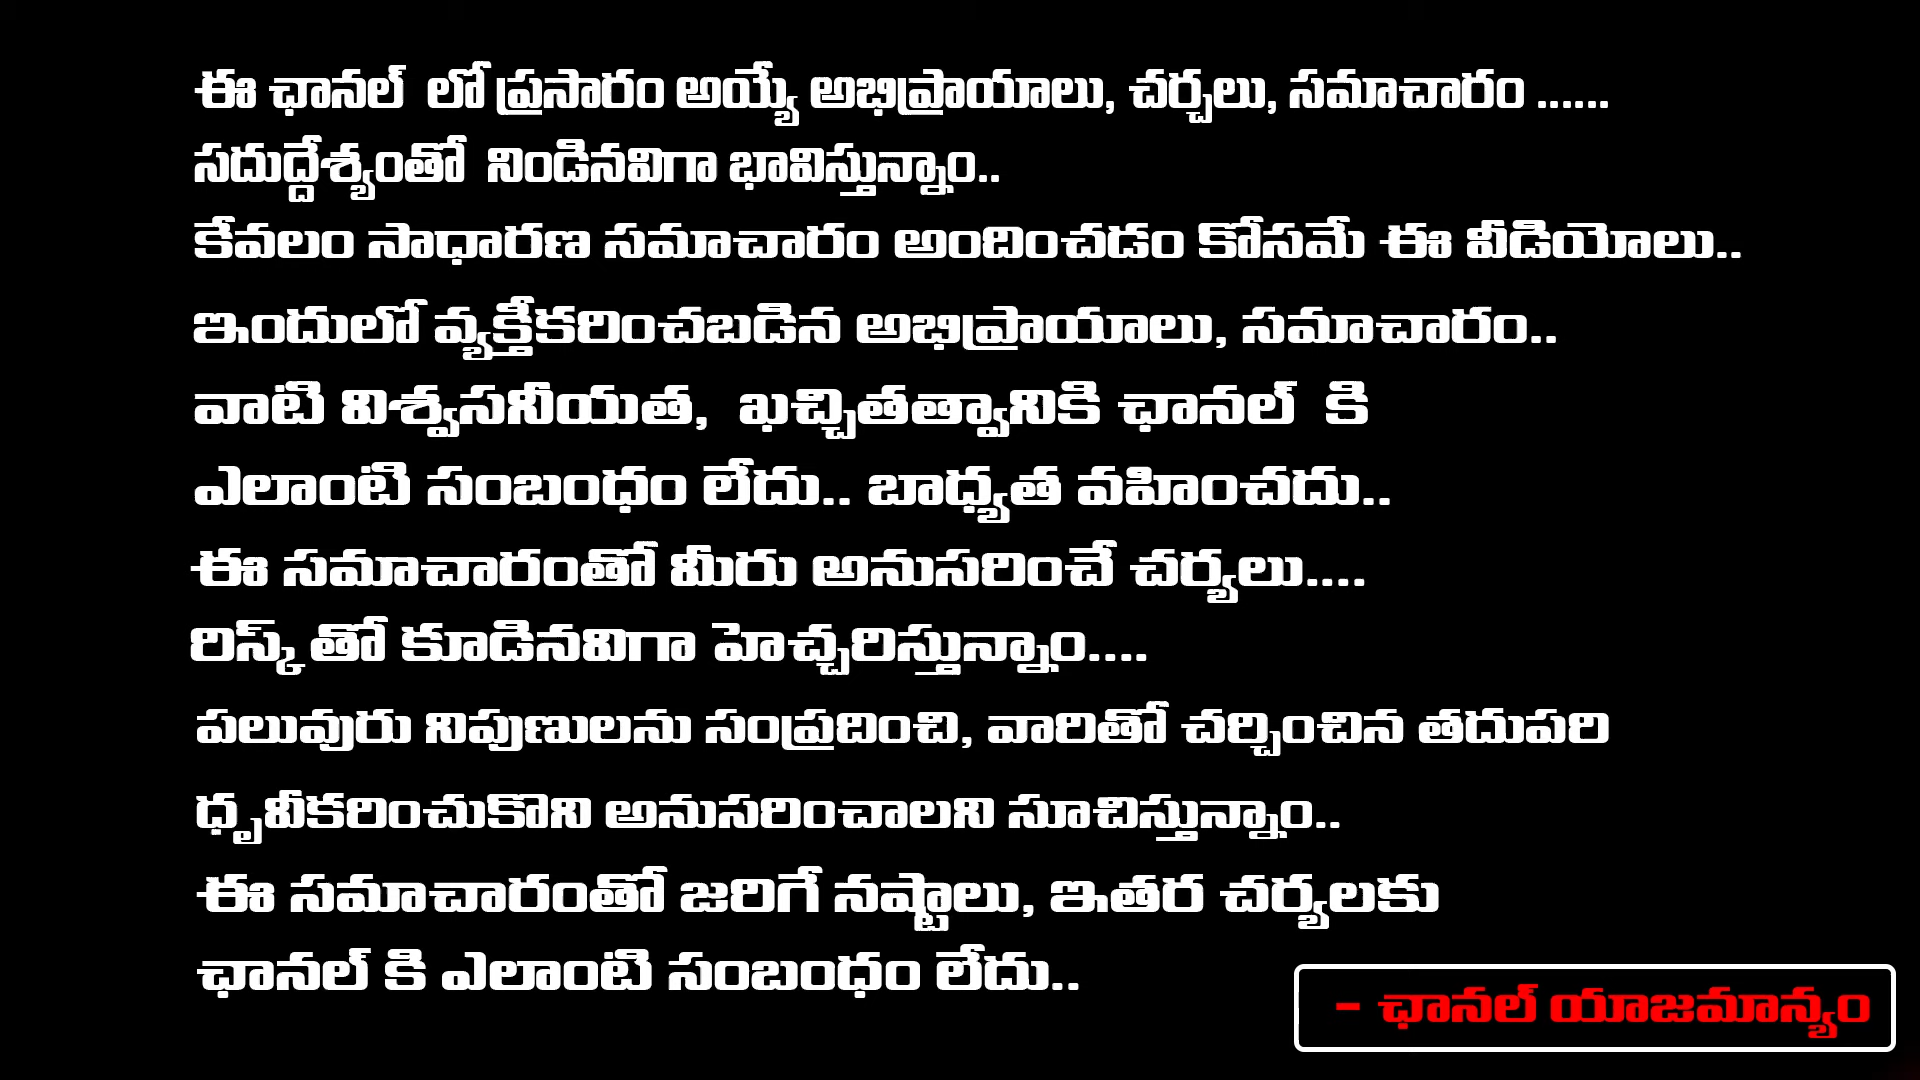 ఈ ఛానల్ లో ప్రసారం అయ్యే అభిప్రాయాలు, చర్చలు, సమాచారం ......
సదుద్దేశ్యంతో నిండినవిగా భావిస్తున్నాం..
కేవలం సాధారణ సమాచారం అందించడం కోసమే ఈ వీడియోలు..
ఇందులో వ్యక్తీకరించబడిన అభిప్రాయాలు, సమాచారం..
వాటి విశ్వసనీయత, ఖచ్చితత్వానికి ఛానల్ కి
ఎలాంటి సంబంధం లేదు.. బాధ్యత వహించదు..
ఈ సమాచారంతో మీరు అనుసరించే చర్యలు....
రిస్క్ తో కూడినవిగా హెచ్చరిస్తున్నాం....
పలువురు నిపుణులను సంప్రదించి, వారితో చర్చించిన తదుపరి
ధృవీకరించుకొని అనుసరించాలని సూచిస్తున్నాం..
ఈ సమాచారంతో జరిగే నష్టాలు, ఇతర చర్యలకు
ఛానల్ కి ఎలాంటి సంబంధం లేదు..
- ఛానల్ యాజమాన్యం